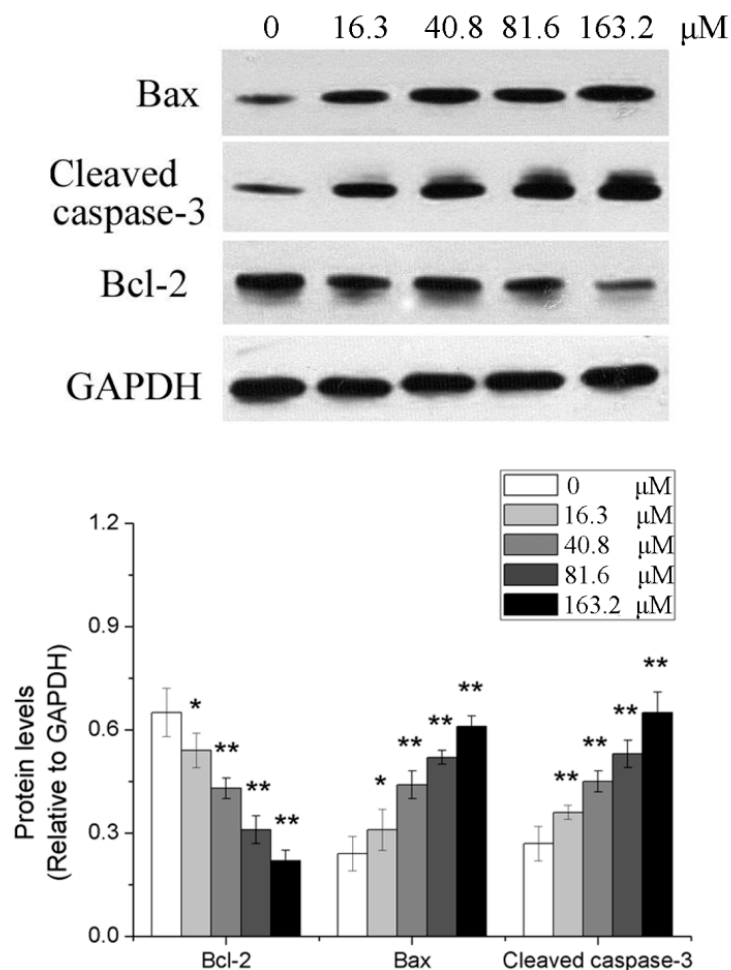 0 16.3 40.8 81.6 163.2 μM
Bax
Cleaved
caspase-3
Bcl-2
GAPDH
0 μM
16.3 μM
40.8 μM
81.6 μM
163.2 μM
Protein levels
(Relative to GAPDH)
1.2
0.9
0.6
0.3
0.0
* ** ** **
* ** ** **
** ** ** **
Bcl-2 Bax Cleaved caspase-3